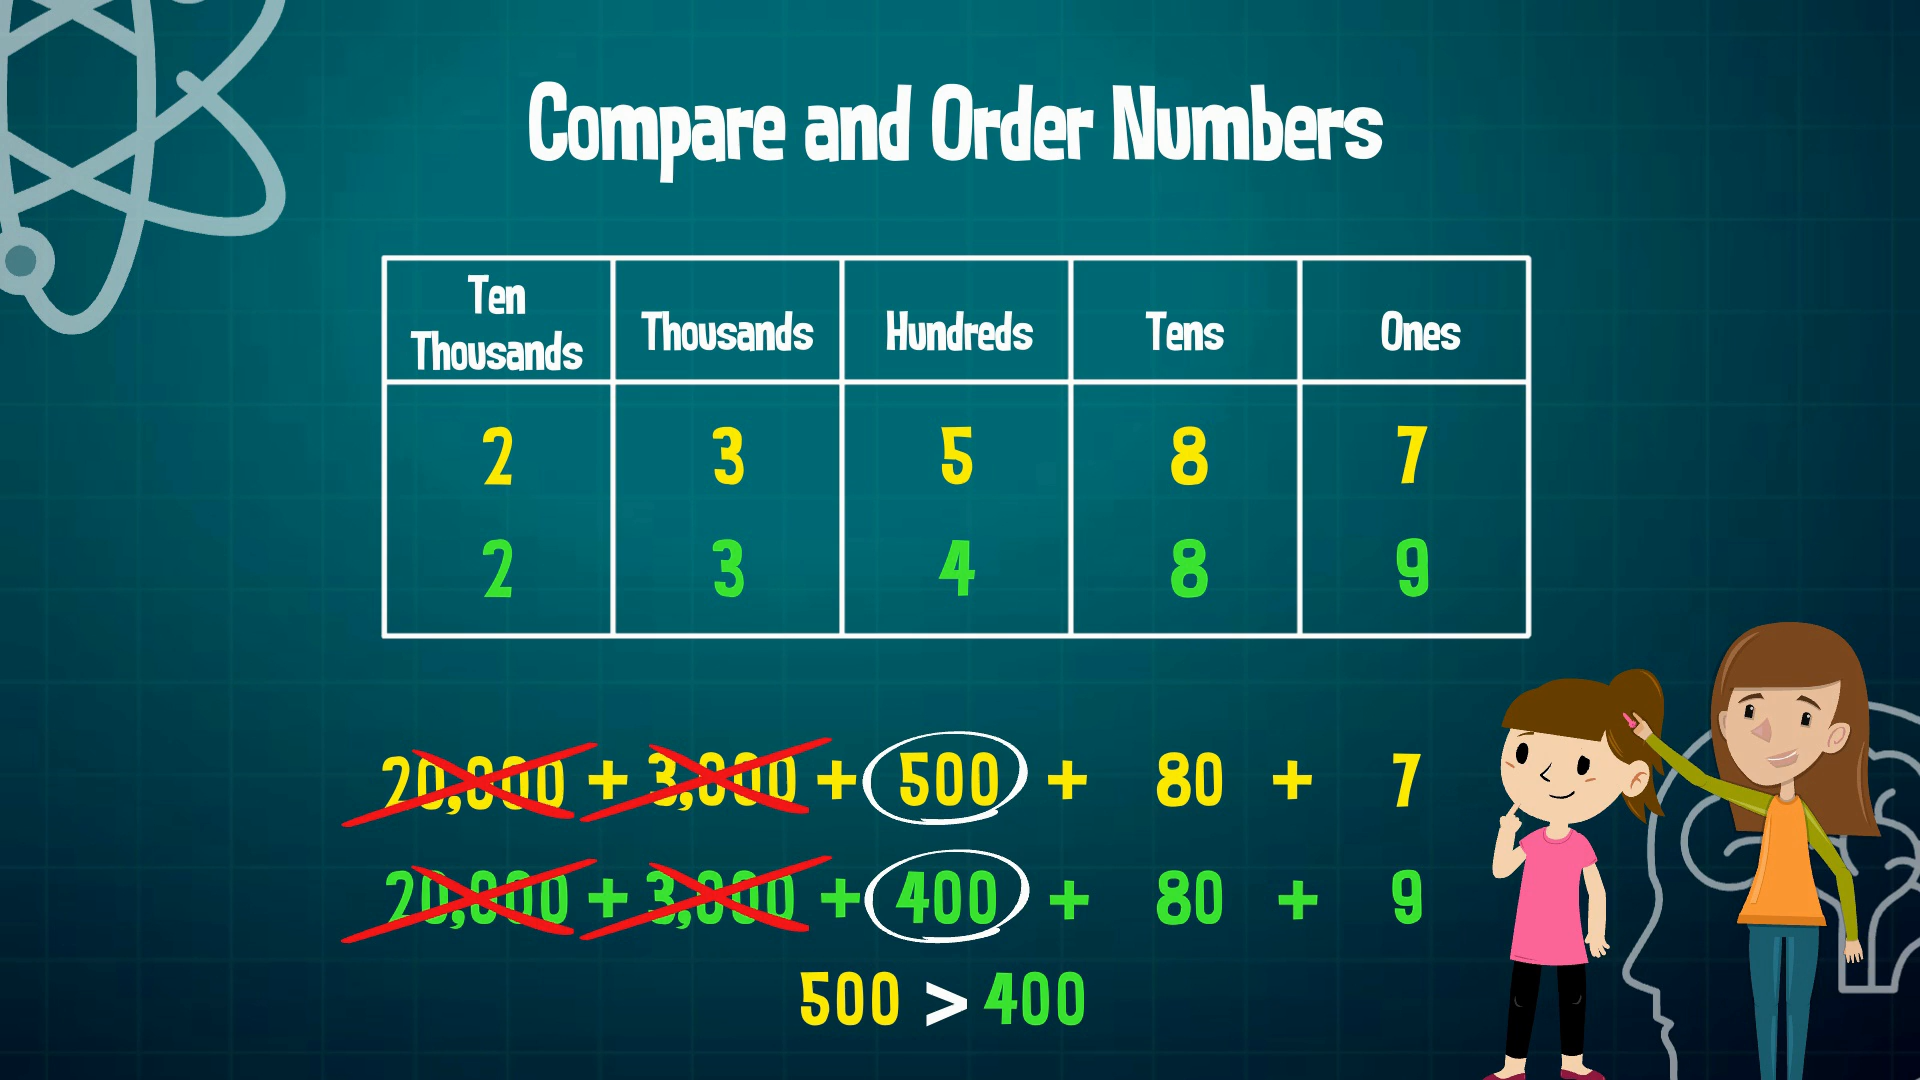 Compare and Order Numbers
Ten Thousands Thousands Hundreds Tens Ones
2 3 5 8 7
2 3 4 8 9
20,000 + 3,000 + 500 + 80 + 7
20,000 + 3,000 + 400 + 80 + 9
500 > 400